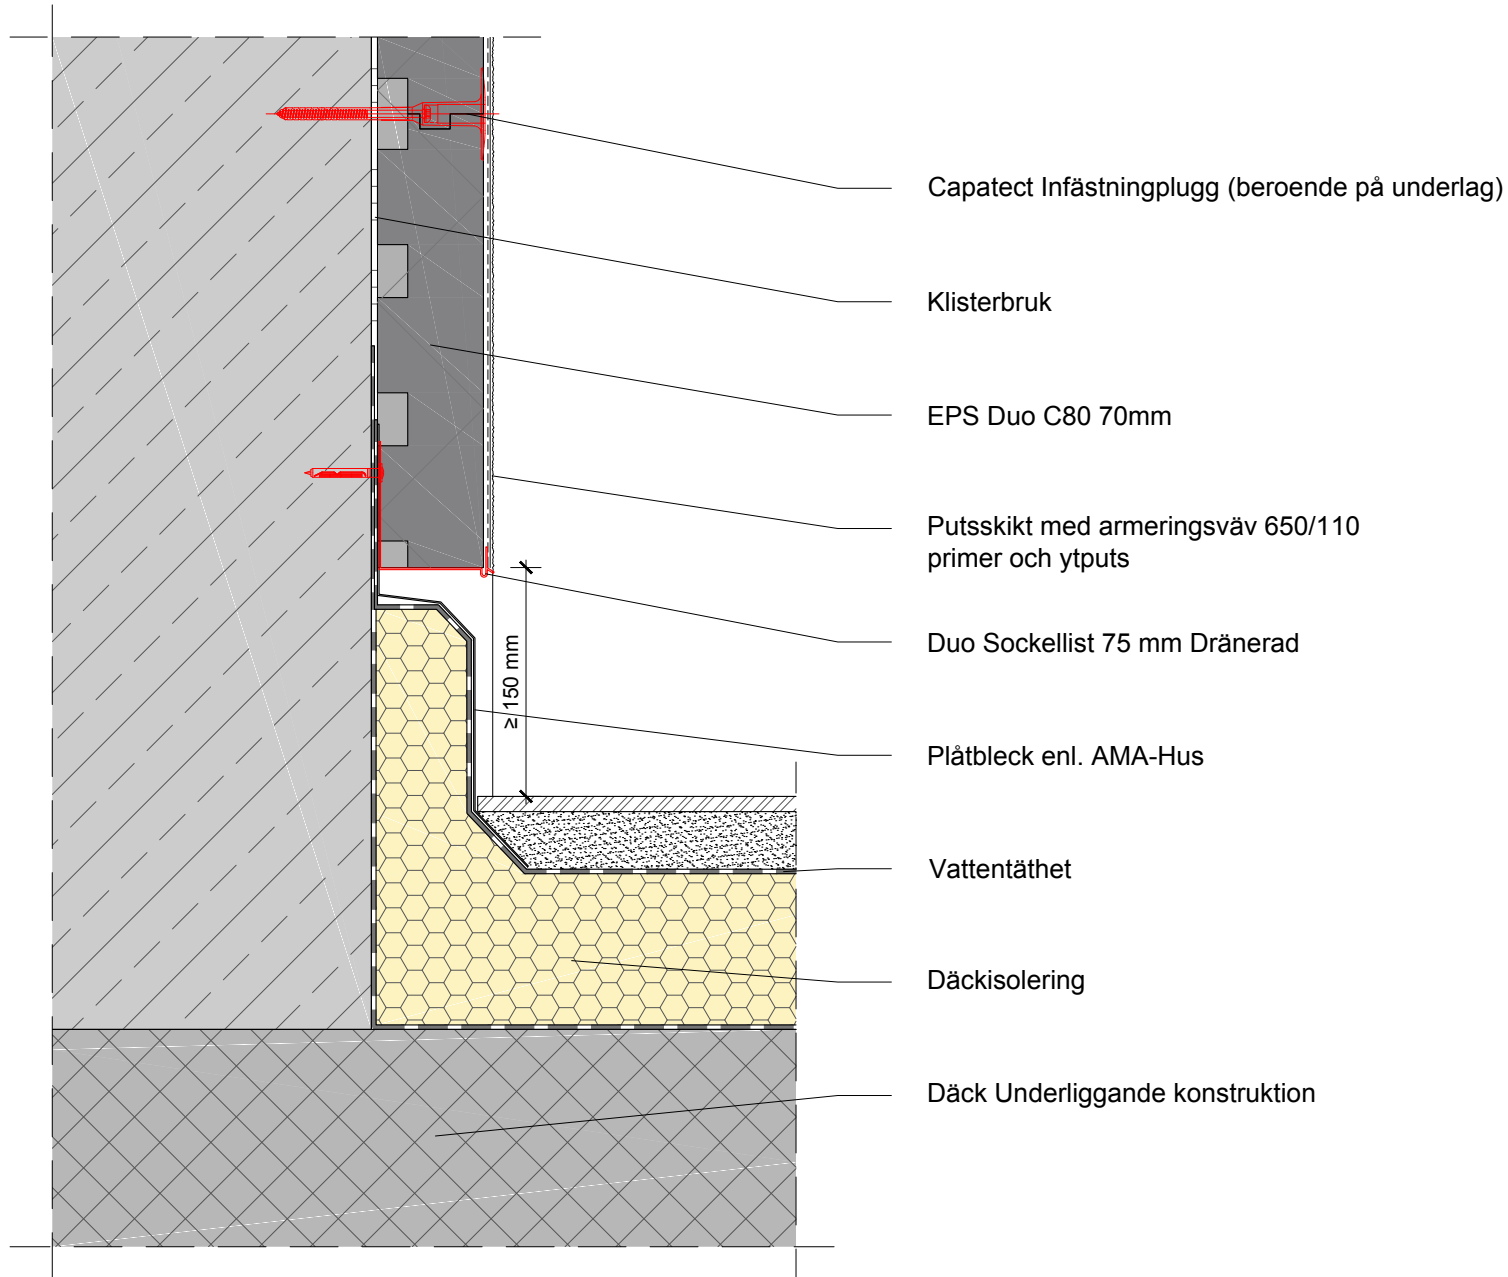 Capatect Infästningplugg (beroende på underlag)
Klisterbruk
EPS Duo C80 70mm
Putsskikt med armeringsväv 650/110
primer och ytputs
Duo Sockellist 75 mm Dränerad
≥ 150 mm
Plåtbleck enl. AMA-Hus
Vattentäthet
Däckisolering
Däck Underliggande konstruktion